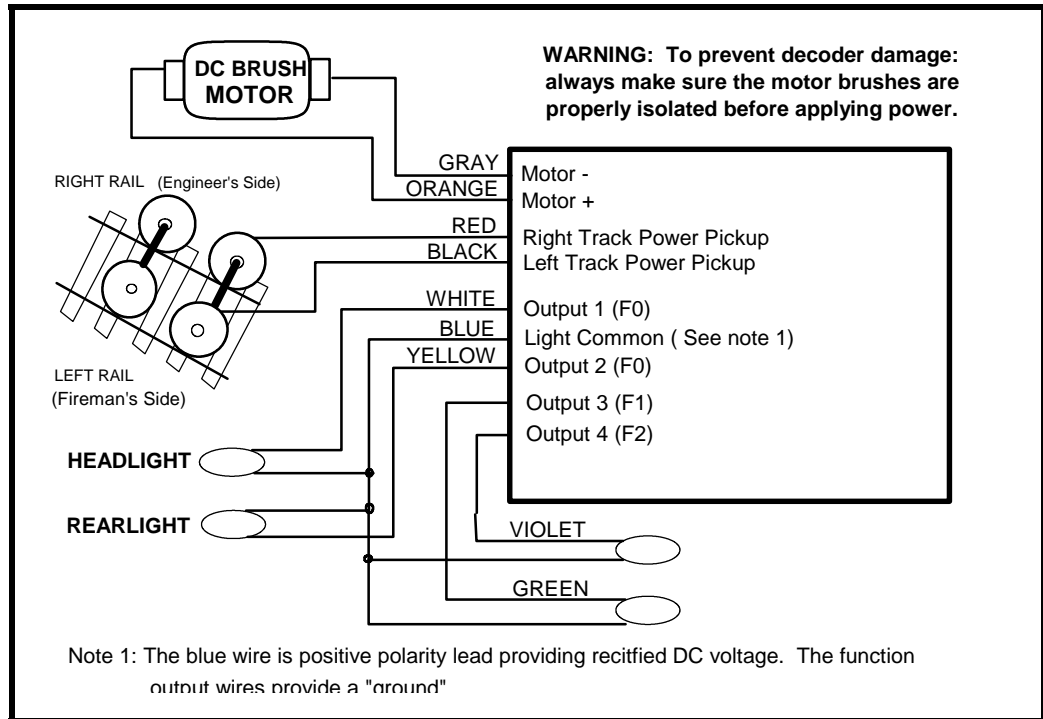 DC BRUSH
MOTOR
WARNING: To prevent decoder damage:
always make sure the motor brushes are
properly isolated before applying power.
GRAY
ORANGE
Motor -
Motor +
RIGHT RAIL (Engineer's Side)
RED
BLACK
Right Track Power Pickup
Left Track Power Pickup
WHITE
BLUE
YELLOW
Output 1 (F0)
Light Common ( See note 1)
Output 2 (F0)
Output 3 (F1)
Output 4 (F2)
LEFT RAIL
(Fireman's Side)
HEADLIGHT
REARLIGHT
VIOLET
GREEN
Note 1: The blue wire is positive polarity lead providing recitfied DC voltage. The function
output wires provide a "ground"